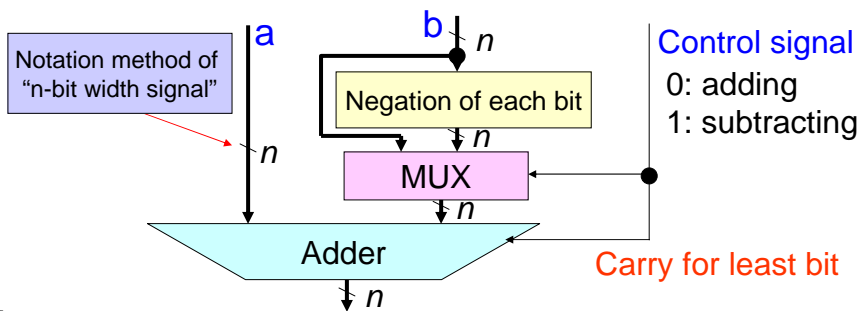 a
b
n
Notation method of
"n-bit width signal"
Control signal
0: adding
1: subtracting
Negation of each bit
n
n
MUX
n
Adder
Carry for least bit
n